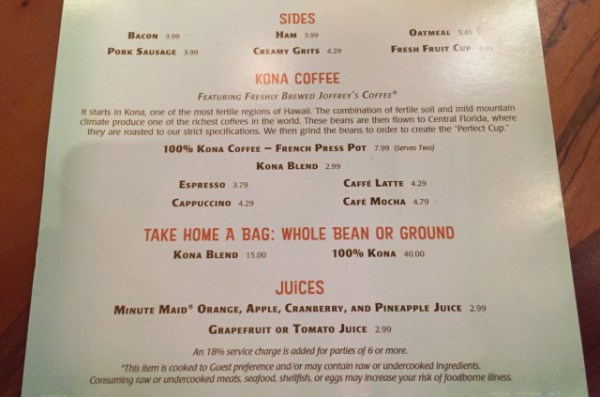 SIDES
BACON 3.99 HAM 3.99 OATMEAL 5.49
PORK SAUSAGE 3.99 CREAMY GRITS 4.29 FRESH FRUIT CUP
KONA COFFEE
FEATURING FRESHLY BREWED JOFFREY'S COFFEE®
It starts in Kona, one of the most fertile regions of Hawaii. The combination of fertile soil and mild mountain
climate produce one of the richest coffees in the world. These beans are then flown to Central Florida, where
they are roasted to our strict specifications. We then grind the beans to order to create the "Perfect Cup."
100% KONA COFFEE – FRENCH PRESS POT 7.99 (Serves Two)
KONA BLEND 2.99
ESPRESSO 3.79 CAFFÈ LATTE 4.29
CAPPUCCINO 4.29 CAFÉ MOCHA 4.79
TAKE HOME A BAG: WHOLE BEAN OR GROUND
KONA BLEND 15.00 100% KONA 40.00
JUiCES
MINUTE MAID® ORANGE, APPLE, CRANBERRY, AND PINEAPPLE JUICE 2.99
GRAPEFRUIT OR TOMATO JUICE 2.99
An 18% service charge is added for parties of 6 or more.
*This item is cooked to Guest preference and/or may contain raw or undercooked ingredients.
Consuming raw or undercooked meats, seafood, shellfish, or eggs may increase your risk of foodborne illness.